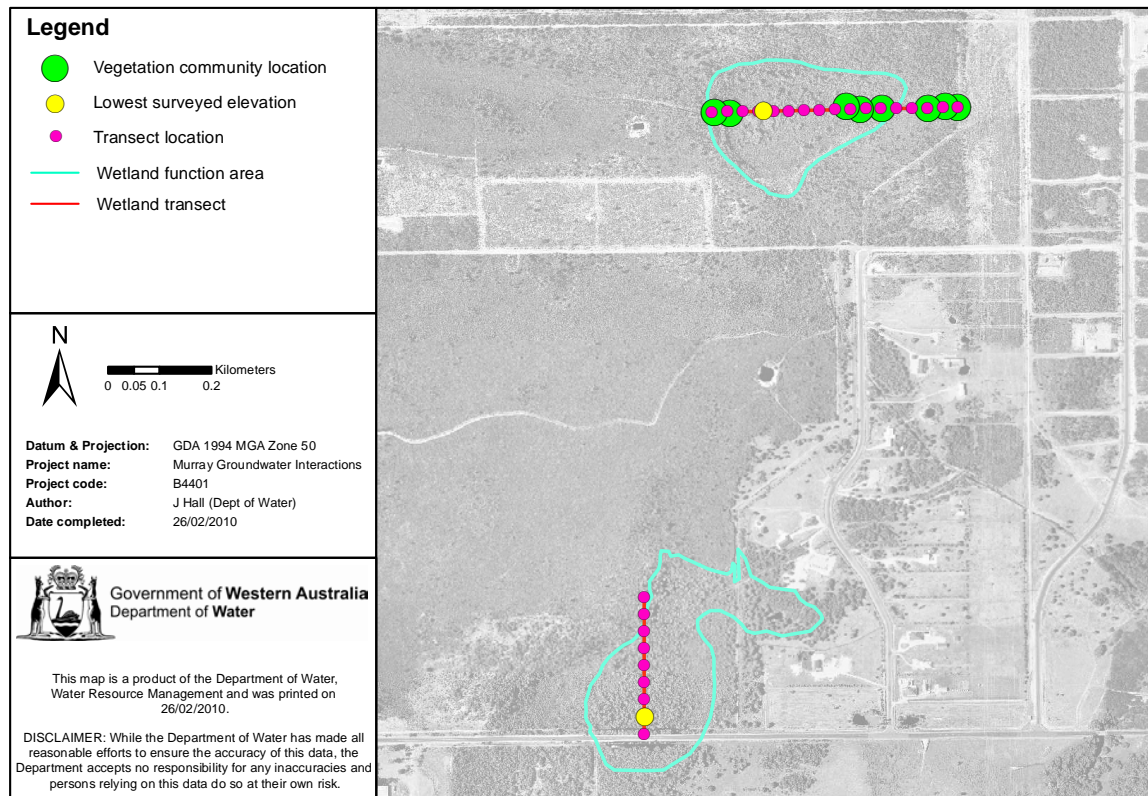 Legend
Vegetation community location
Lowest surveyed elevation
Transect location
Wetland function area
Wetland transect
N
Kilometers
0 0.05 0.1 0.2
Datum & Projection: GDA 1994 MGA Zone 50
Project name: Murray Groundwater Interactions
Project code: B4401
Author: J Hall (Dept of Water)
Date completed: 26/02/2010
Government of Western Australia
Department of Water
This map is a product of the Department of Water,
Water Resource Management and was printed on
26/02/2010.
DISCLAIMER: While the Department of Water has made all
reasonable efforts to ensure the accuracy of this data, the
Department accepts no responsibility for any inaccuracies and
persons relying on this data do so at their own risk.